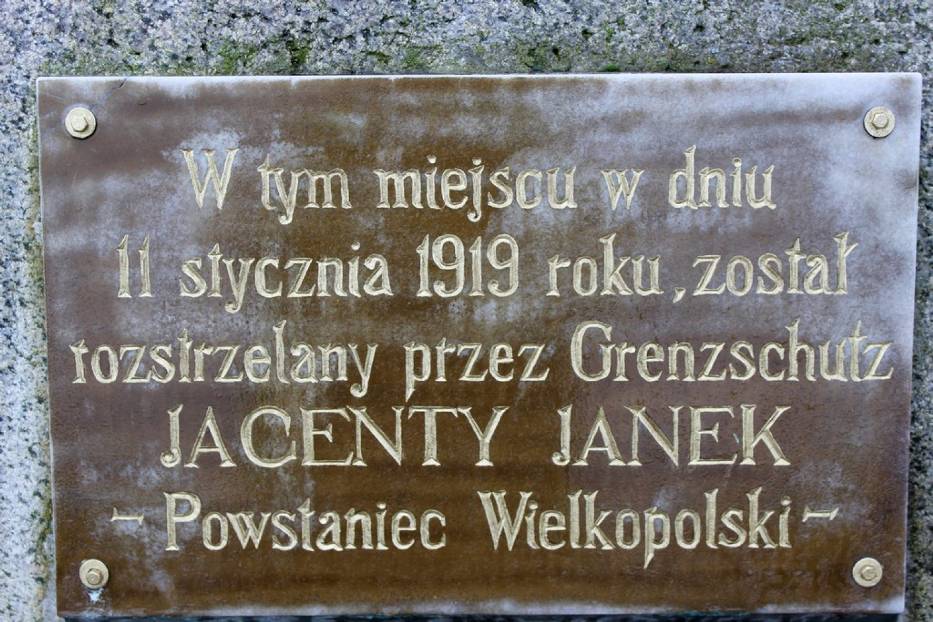 W tym miejscu w dniu
11 stycznia 1919 roku, został
rozstrzelany przez Grenzschutz
JACENTY JANEK
- Powstaniec Wielkopolski -